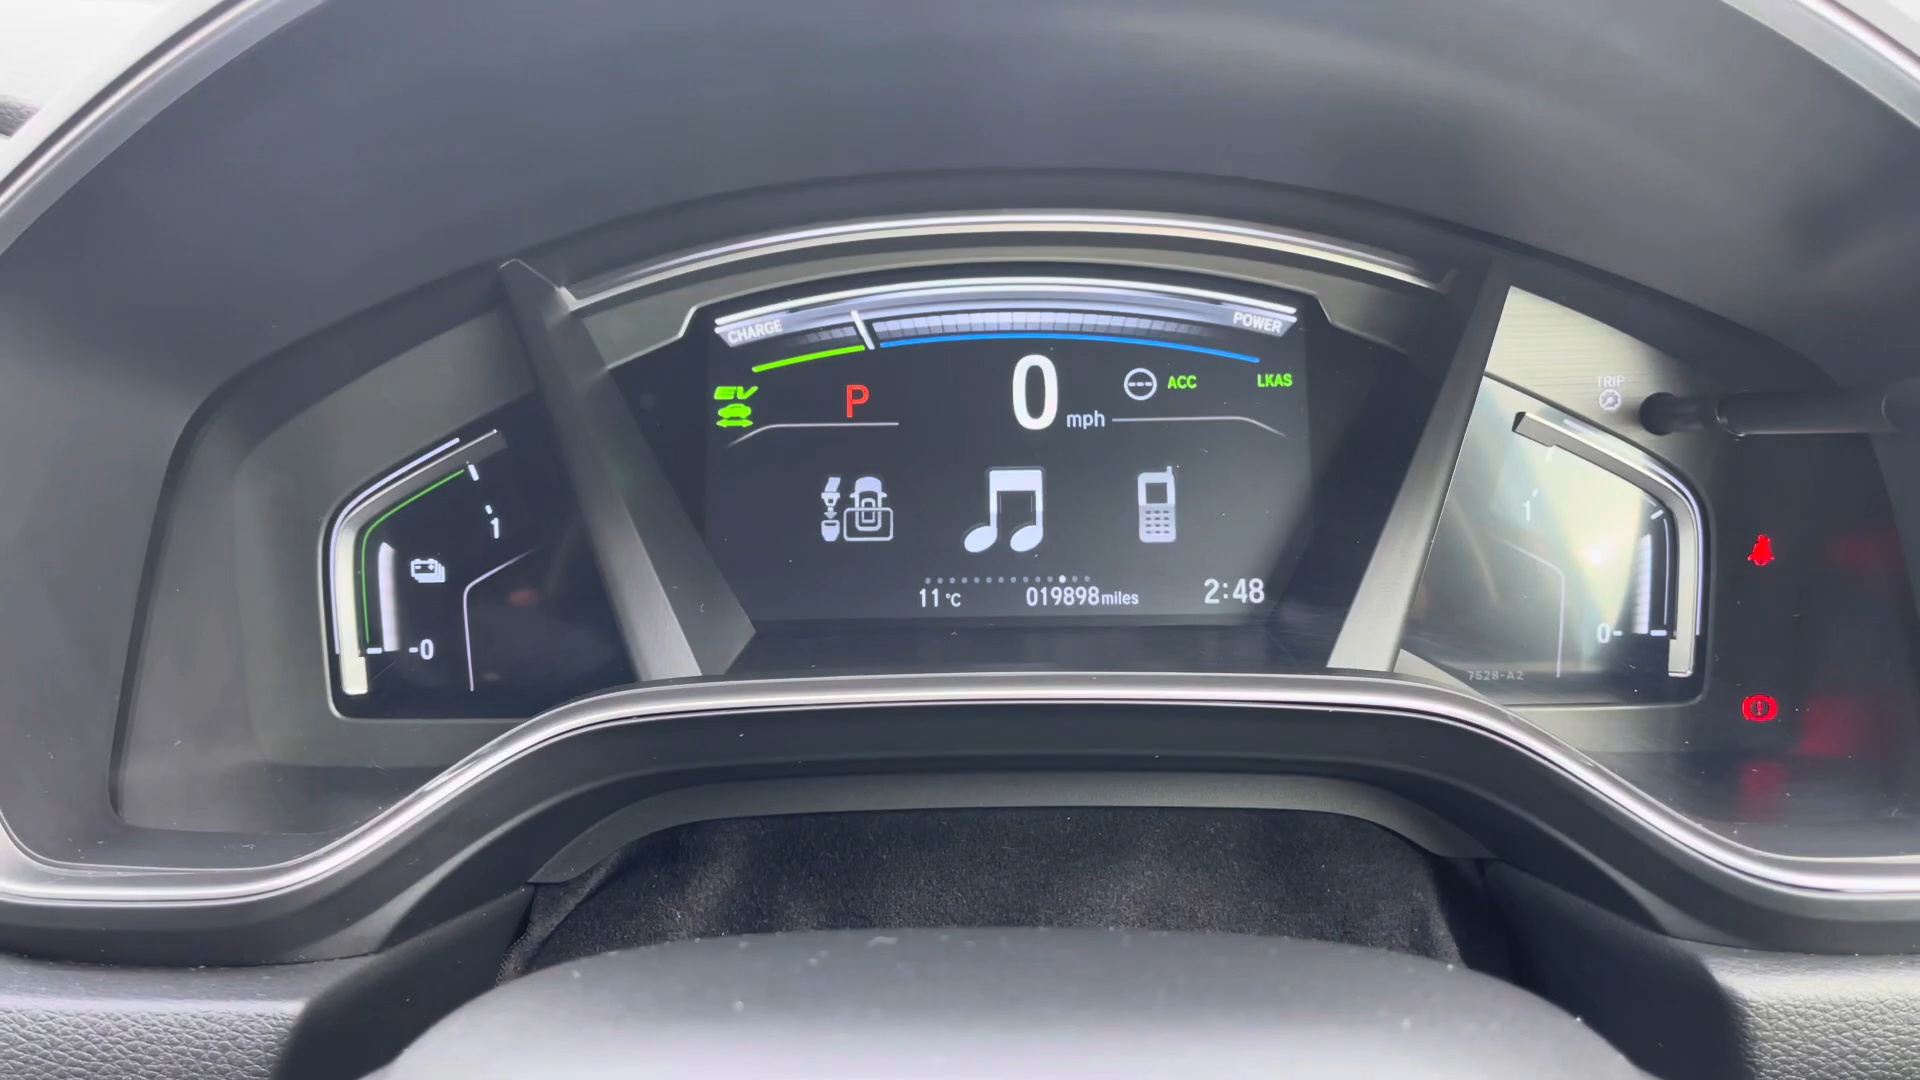 CHARGE
POWER
EV
P
0 mph
ACC
LKAS
TRIP
1
-0
1
0-
11°C
019898 miles
2:48
7528-A2